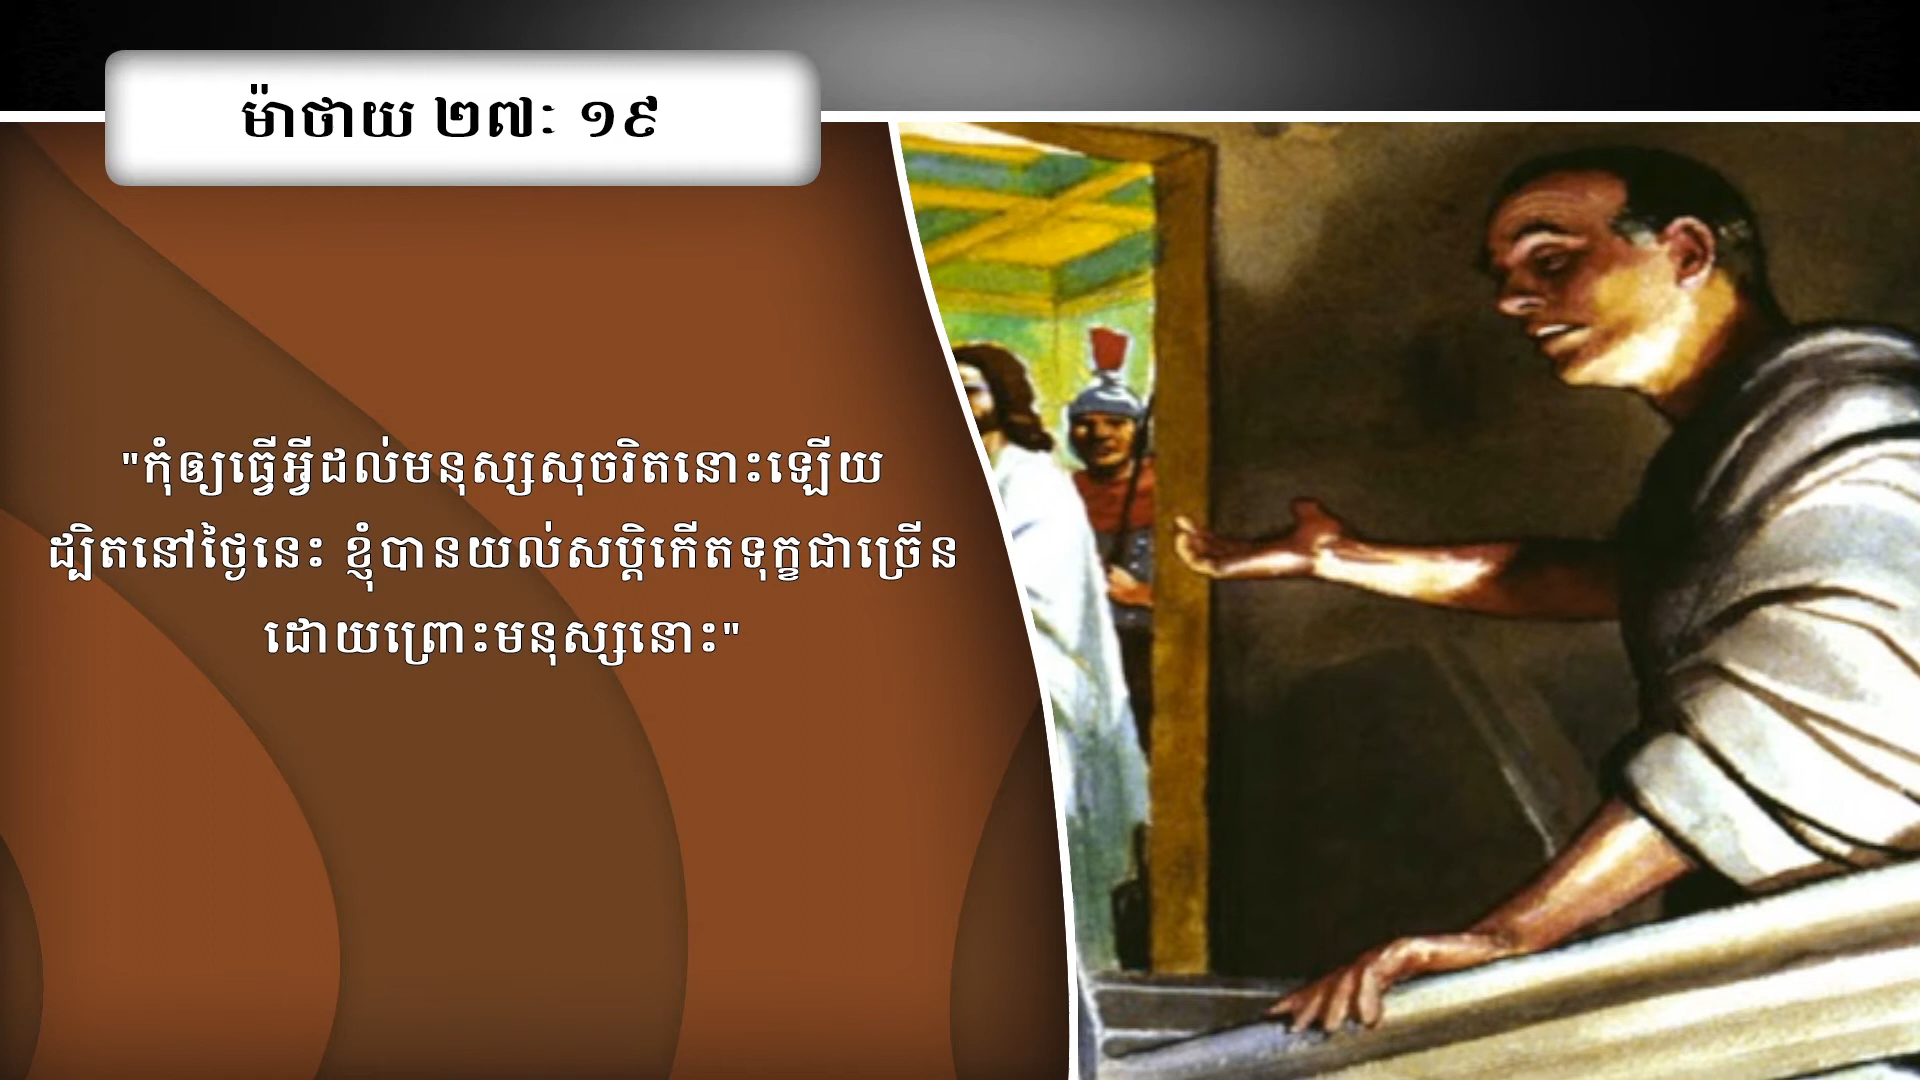 ម៉ាថាយ ២៧: ១៩
"កុំឲ្យធ្វើអ្វីដល់មនុស្សសុចរិតនោះឡើយ
ដ្បិតនៅថ្ងៃនេះ ខ្ញុំបានយល់សប្តិកើតទុក្ខជាច្រើន
ដោយព្រោះមនុស្សនោះ"